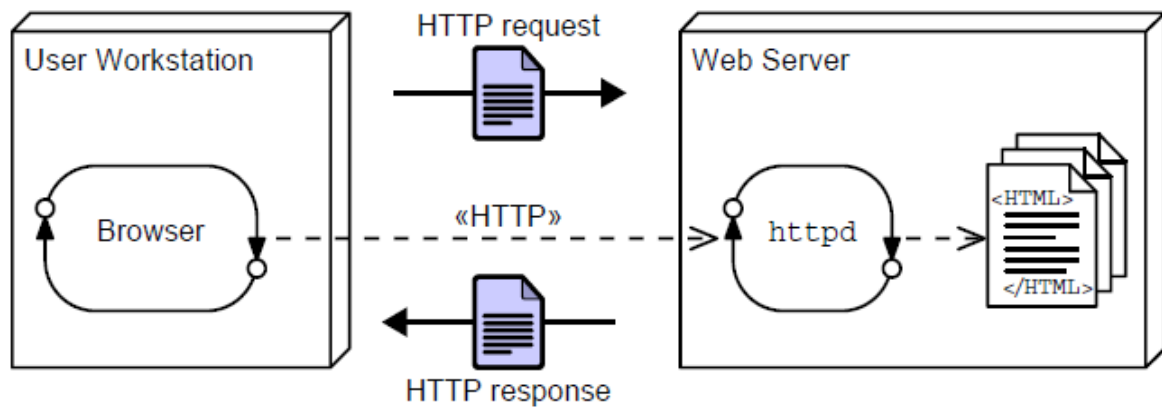 HTTP request
User Workstation
Web Server
Browser
«HTTP»
httpd
<HTML>
</HTML>
HTTP response